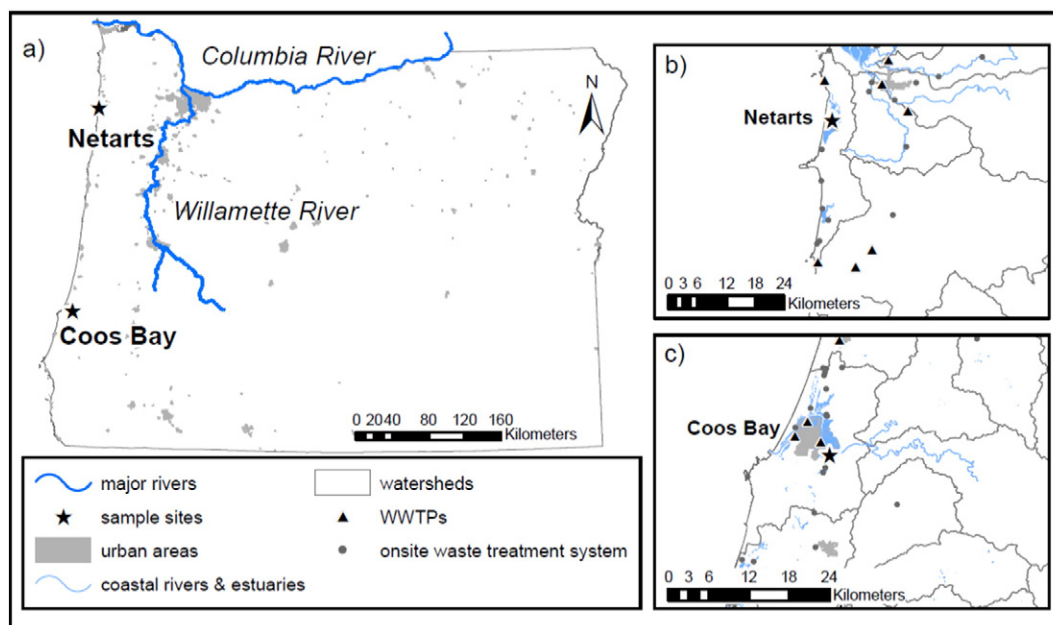 a)
Columbia River
N
Netarts
Willamette River
Coos Bay
0 20 40 80 120 160
Kilometers
b)
Netarts
0 3 6 12 18 24
Kilometers
c)
Coos Bay
0 3 6 12 18 24
Kilometers
major rivers
watersheds
sample sites
WWTPs
urban areas
onsite waste treatment system
coastal rivers & estuaries